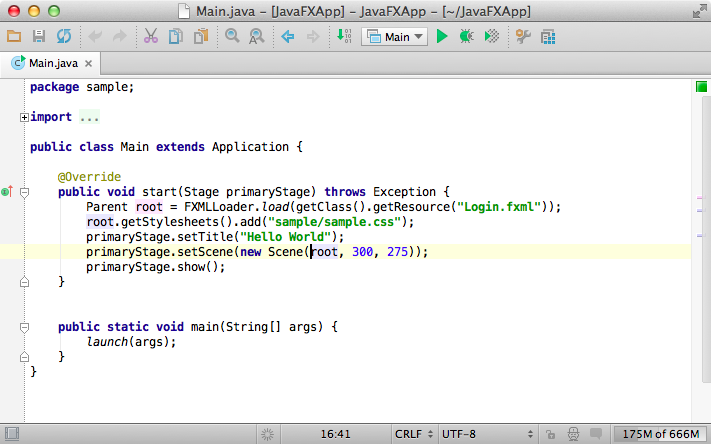 Main.java – [JavaFXApp] – JavaFXApp – [~/JavaFXApp]
Main
Main.java
package sample;
import ...
public class Main extends Application {
@Override
public void start(Stage primaryStage) throws Exception {
Parent root = FXMLLoader.load(getClass().getResource("Login.fxml"));
root.getStylesheets().add("sample/sample.css");
primaryStage.setTitle("Hello World");
primaryStage.setScene(new Scene(root, 300, 275));
primaryStage.show();
}
public static void main(String[] args) {
launch(args);
}
}
16:41 CRLF UTF-8 175M of 666M